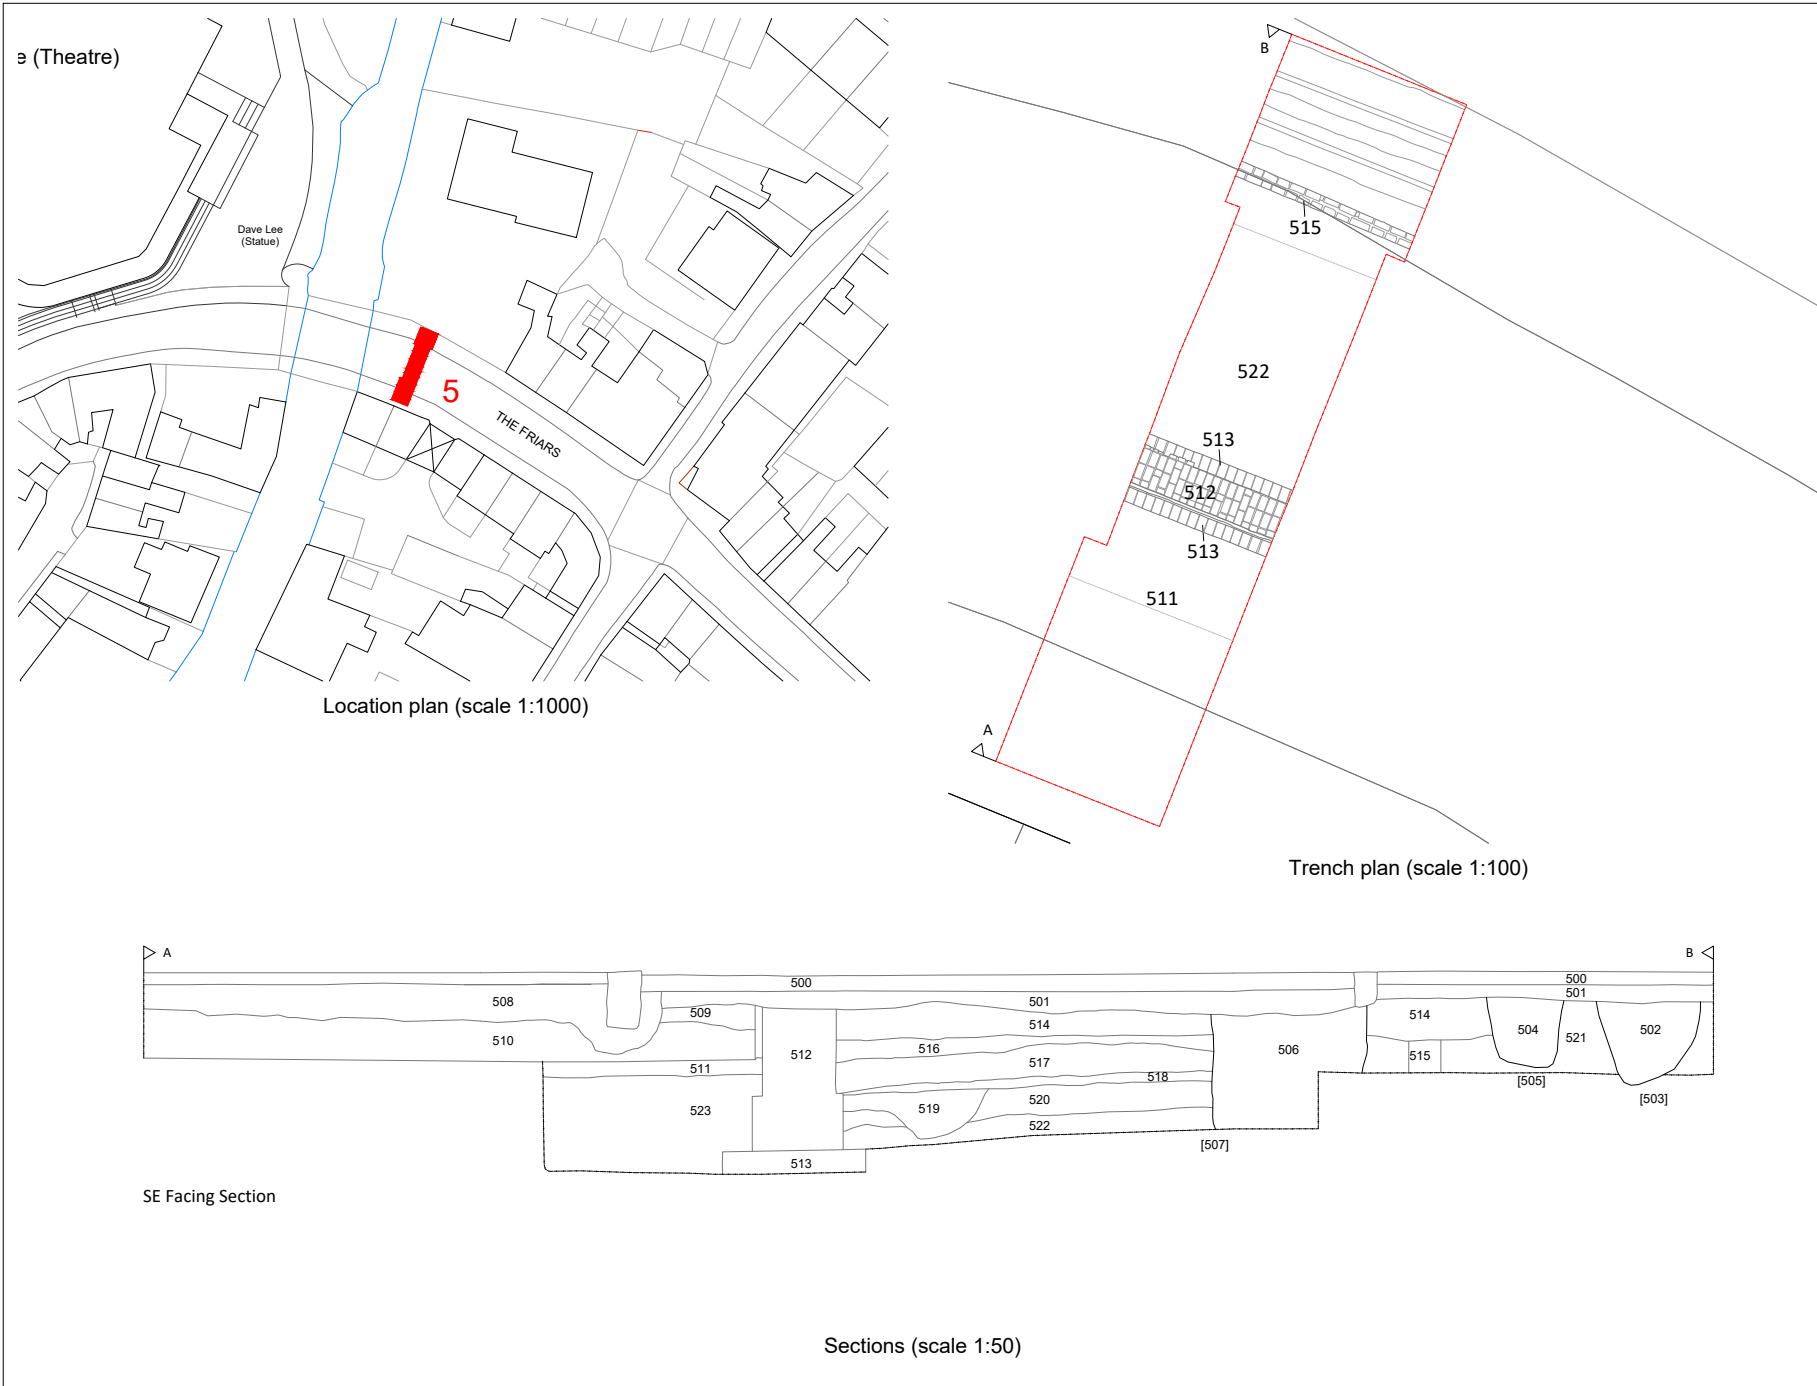 e (Theatre)
Dave Lee
(Statue)
5
THE FRIARS
Location plan (scale 1:1000)
B
515
522
513
512
513
511
A
Trench plan (scale 1:100)
A
B
500
500
501
508
501
509
514
514
504
502
510
512
516
506
521
517
515
511
518
[505]
523
519
520
[503]
522
[507]
513
SE Facing Section
Sections (scale 1:50)